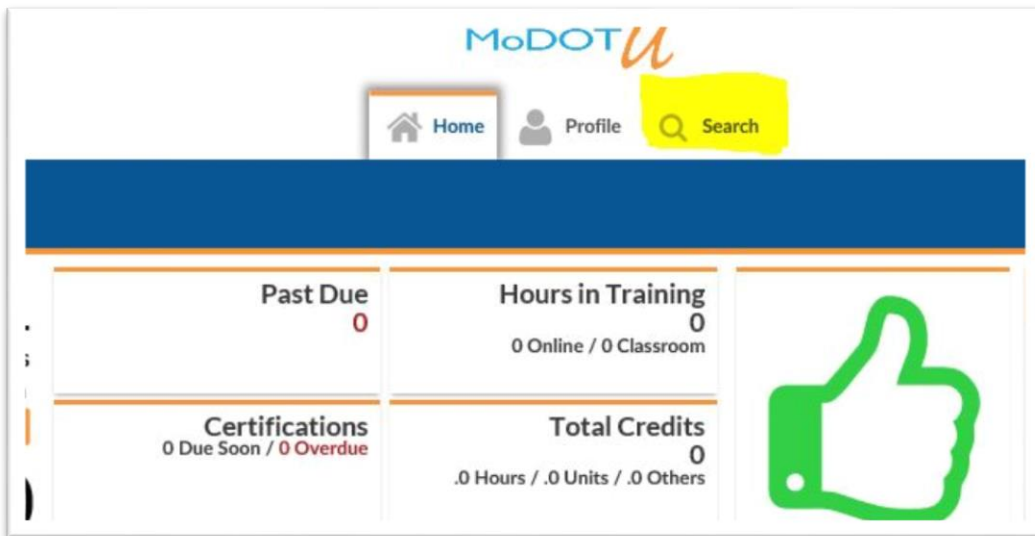 MoDOTU
Home Profile Search
Past Due
0
Hours in Training
0
0 Online / 0 Classroom
Certifications
0 Due Soon / 0 Overdue
Total Credits
0
.0 Hours / .0 Units / .0 Others